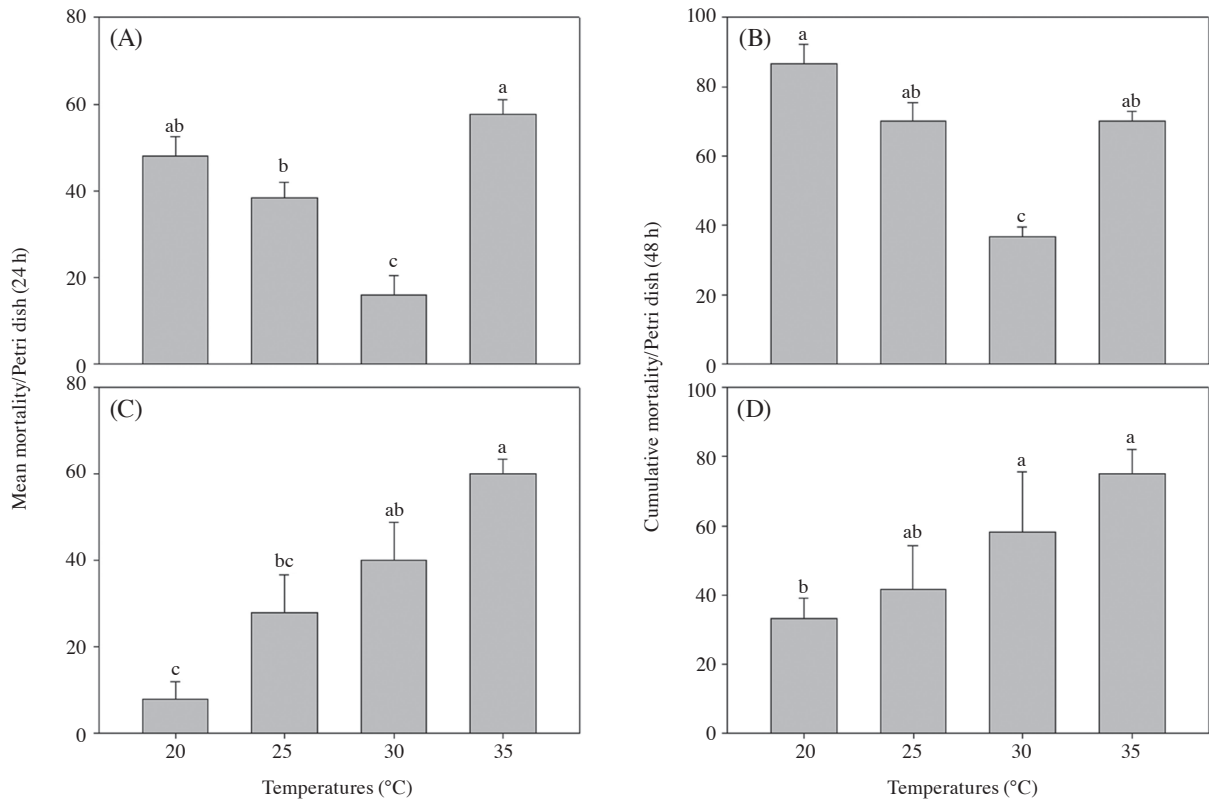 Mean mortality/Petri dish (24 h)
(A)
80
60
40
20
0
ab
b
c
a
(C)
80
60
40
20
0
c
bc
ab
a
20 25 30 35
Temperatures (°C)
Cumulative mortality/Petri dish (48 h)
(B)
100
80
60
40
20
0
a
ab
c
ab
(D)
100
80
60
40
20
0
b
ab
a
a
20 25 30 35
Temperatures (°C)